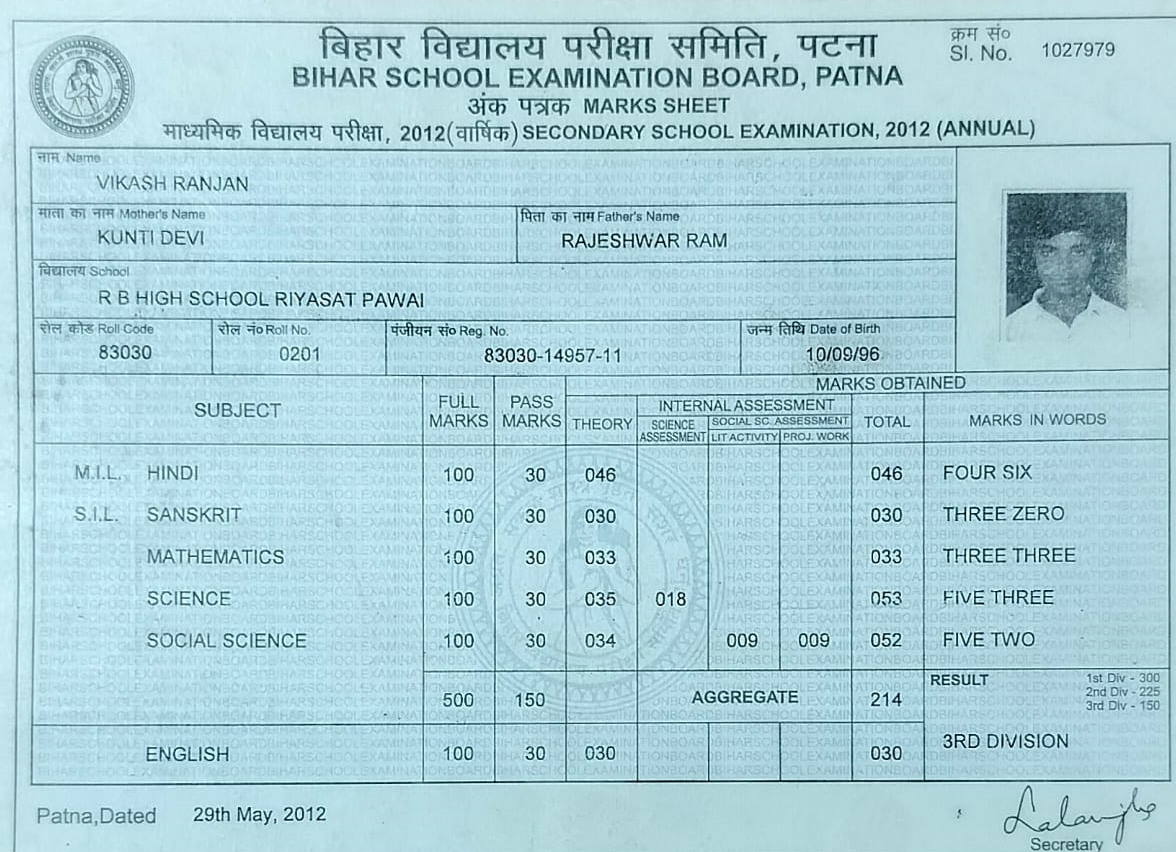 बिहार विद्यालय परीक्षा समिति, पटना
BIHAR SCHOOL EXAMINATION BOARD, PATNA
क्रम सं०
Sl. No. 1027979
अंक पत्रक MARKS SHEET
माध्यमिक विद्यालय परीक्षा, 2012(वार्षिक) SECONDARY SCHOOL EXAMINATION, 2012 (ANNUAL)
नाम Name
VIKASH RANJAN
माता का नाम Mother's Name पिता का नाम Father's Name
KUNTI DEVI RAJESHWAR RAM
विद्यालय School
R B HIGH SCHOOL RIYASAT PAWAI
रोल कोड Roll Code रोल नं० Roll No. पंजीयन सं० Reg. No. जन्म तिथि Date of Birth
83030 0201 83030-14957-11 10/09/96
MARKS OBTAINED
SUBJECT FULL MARKS PASS MARKS THEORY INTERNAL ASSESSMENT TOTAL MARKS IN WORDS
SCIENCE ASSESSMENT SOCIAL SC. ASSESSMENT
LIT ACTIVITY PROJ. WORK
M.I.L. HINDI 100 30 046 046 FOUR SIX
S.I.L. SANSKRIT 100 30 030 030 THREE ZERO
MATHEMATICS 100 30 033 033 THREE THREE
SCIENCE 100 30 035 018 053 FIVE THREE
SOCIAL SCIENCE 100 30 034 009 009 052 FIVE TWO
500 150 AGGREGATE 214 RESULT
1st Div - 300
2nd Div - 225
3rd Div - 150
ENGLISH 100 30 030 030 3RD DIVISION
Patna,Dated 29th May, 2012
Secretary